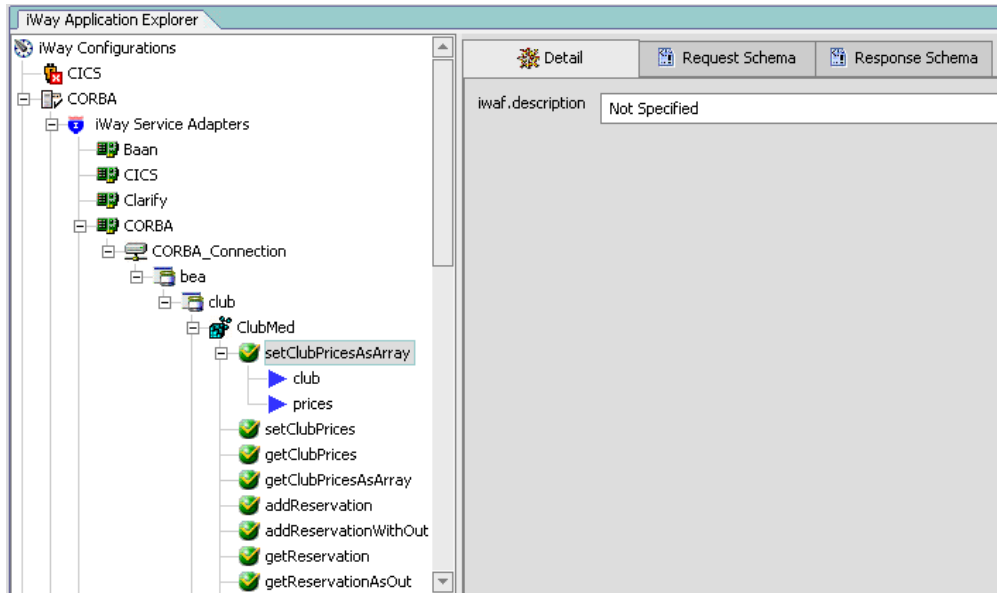 iWay Application Explorer
iWay Configurations
CICS
CORBA
iWay Service Adapters
Baan
CICS
Clarify
CORBA
CORBA_Connection
bea
club
ClubMed
setClubPricesAsArray
club
prices
setClubPrices
getClubPrices
getClubPricesAsArray
addReservation
addReservationWithOut
getReservation
getReservationAsOut
Detail
Request Schema
Response Schema
iwaf.description
Not Specified